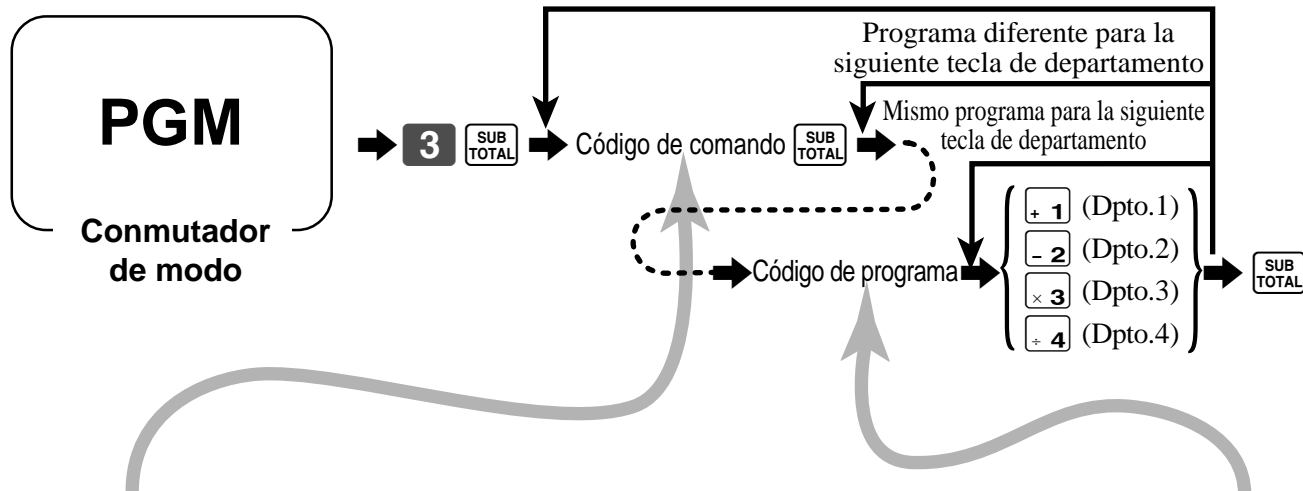 Programa diferente para la
siguiente tecla de departamento
Mismo programa para la siguiente
tecla de departamento
PGM
Conmutador
de modo
3 SUB TOTAL Código de comando SUB TOTAL
Código de programa
+ 1 (Dpto.1)
− 2 (Dpto.2)
× 3 (Dpto.3)
÷ 4 (Dpto.4)
SUB
TOTAL